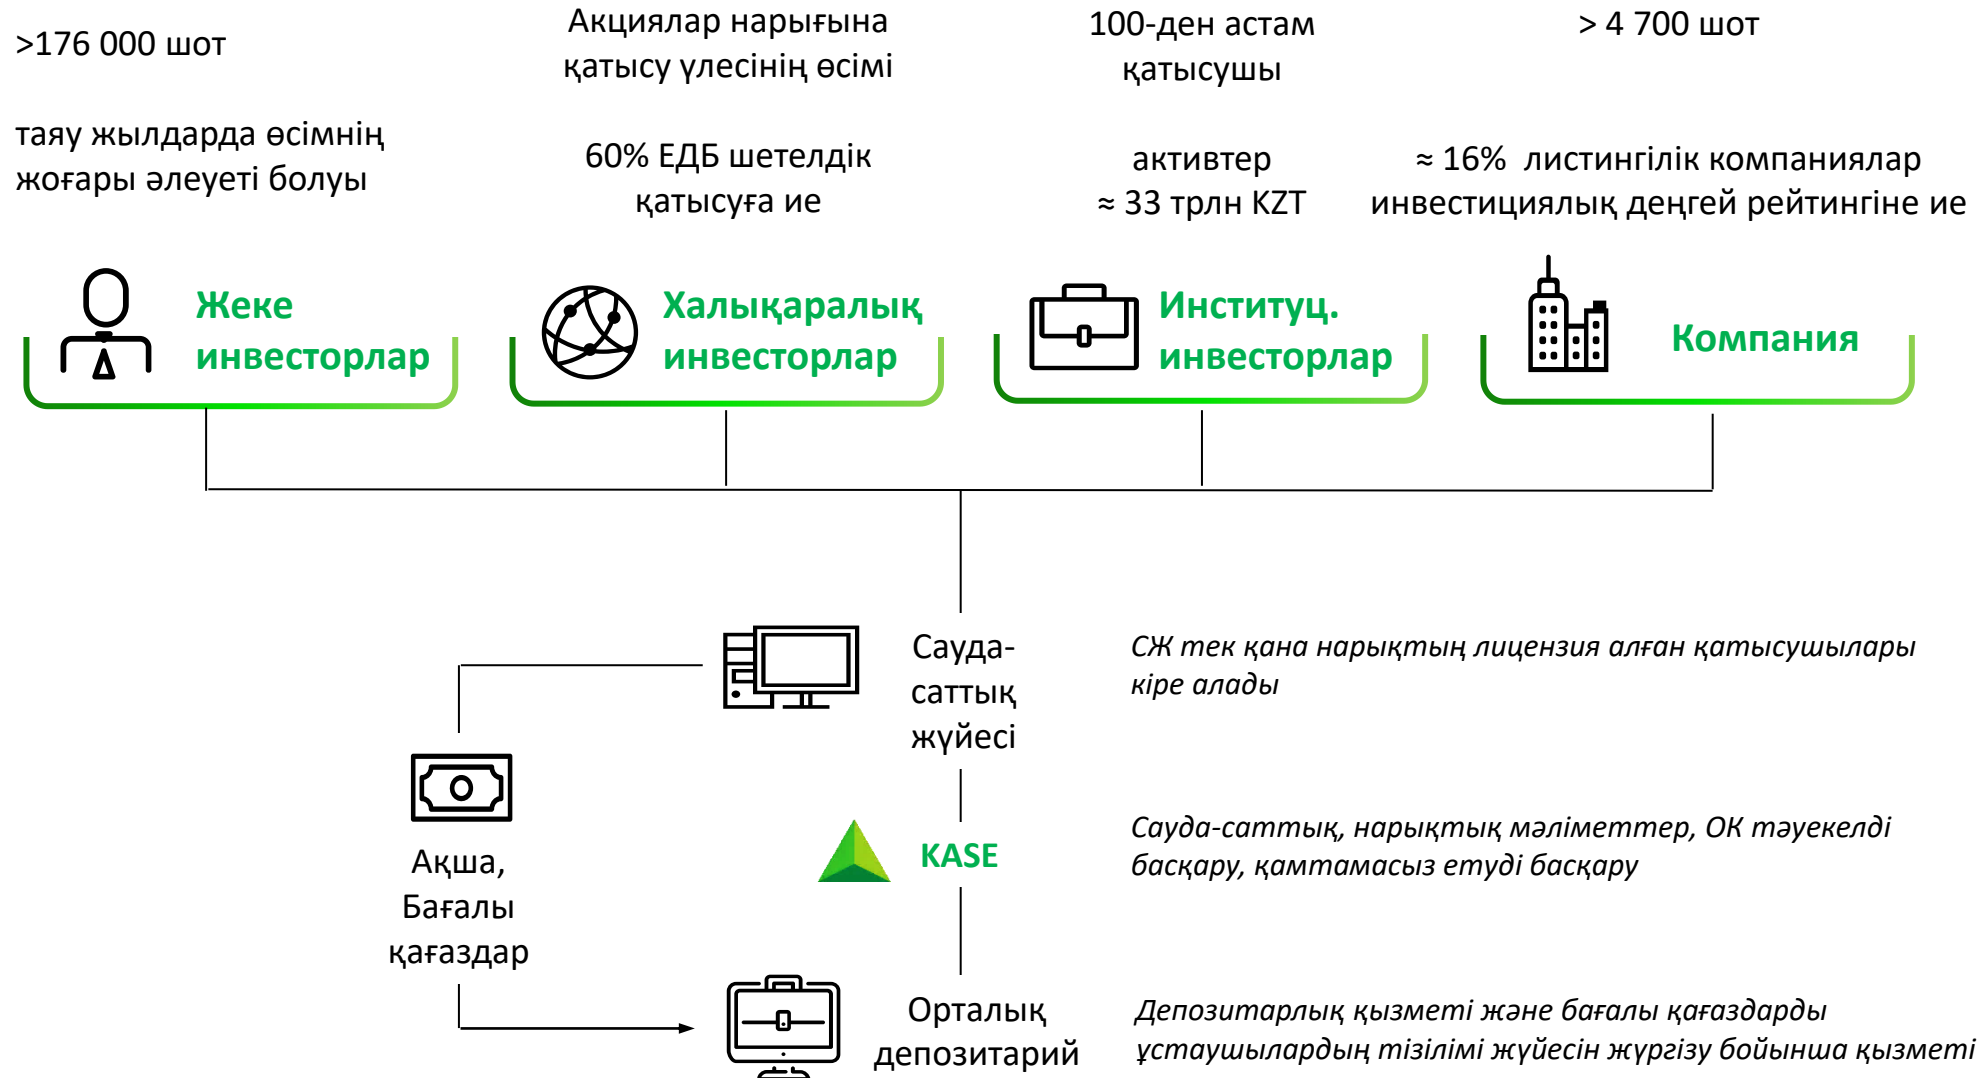 >176 000 шот
таяу жылдарда өсімнің
жоғары әлеуеті болуы
Акциялар нарығына
қатысу үлесінің өсімі
60% ЕДБ шетелдік
қатысуға ие
100-ден астам
қатысушы
активтер
≈ 33 трлн KZT
> 4 700 шот
≈ 16% листингілік компаниялар
инвестициялық деңгей рейтингіне ие
Жеке
инвесторлар
Халықаралық
инвесторлар
Институц.
инвесторлар
Компания
Сауда-
саттық
жүйесі
СЖ тек қана нарықтың лицензия алған қатысушылары
кіре алады
Ақша,
Бағалы
қағаздар
KASE
Сауда-саттық, нарықтық мәліметтер, ОК тәуекелді
басқару, қамтамасыз етуді басқару
Орталық
депозитарий
Депозитарлық қызметі және бағалы қағаздарды
ұстаушылардың тізілімі жүйесін жүргізу бойынша қызметі